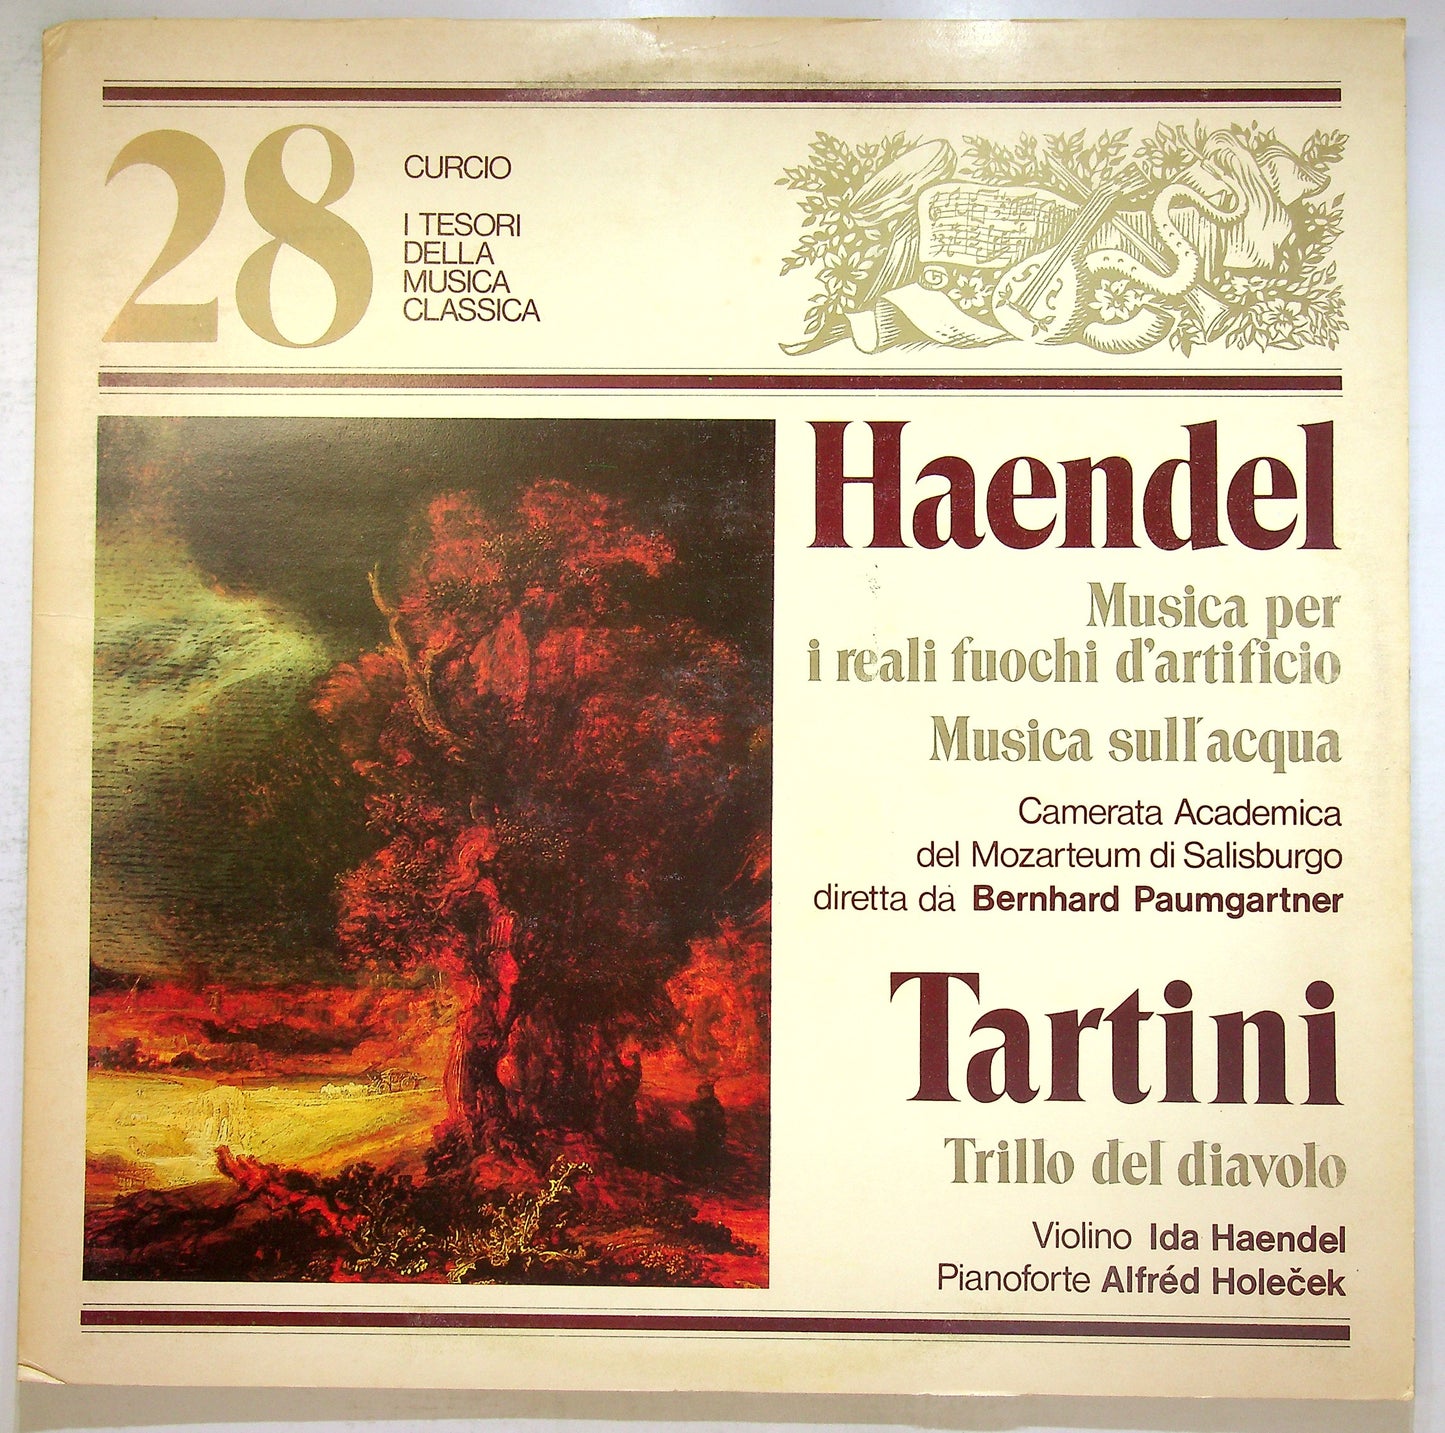 28
CURCIO
I TESORI
DELLA
MUSICA
CLASSICA
Haendel
Musica per
i reali fuochi d'artificio
Musica sull'acqua
Camerata Academica
del Mozarteum di Salisburgo
diretta da Bernhard Paumgartner
Tartini
Trillo del diavolo
Violino Ida Haendel
Pianoforte Alfréd Holeček